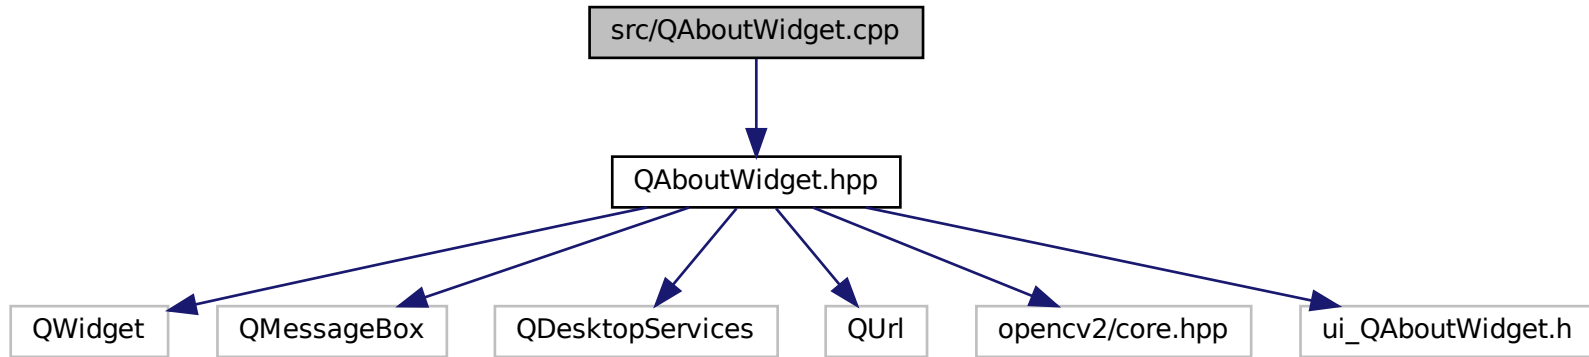 src/QAboutWidget.cpp
QAboutWidget.hpp
QWidget
QMessageBox
QDesktopServices
QUrl
opencv2/core.hpp
ui_QAboutWidget.h